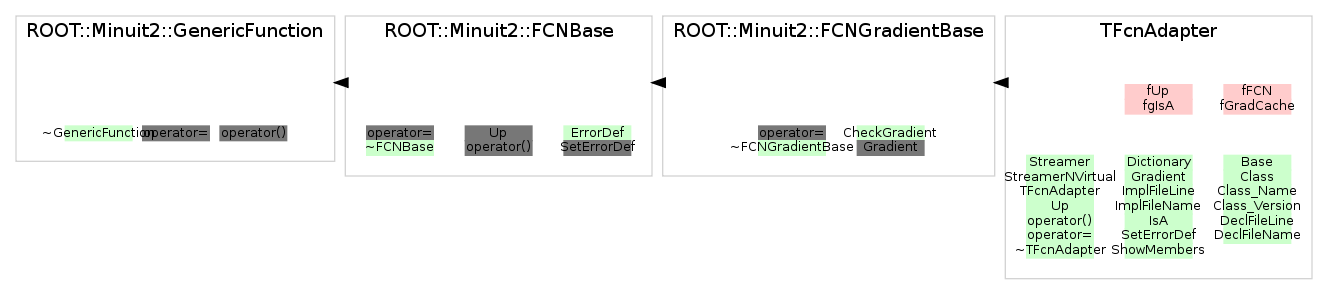 ROOT::Minuit2::GenericFunction
~GenericFunction operator= operator()
ROOT::Minuit2::FCNBase
operator= Up ErrorDef
~FCNBase operator() SetErrorDef
ROOT::Minuit2::FCNGradientBase
operator= CheckGradient
~FCNGradientBase Gradient
TFcnAdapter
fUp fFCN
fgIsA fGradCache
Streamer Dictionary Base
StreamerNVirtual Gradient Class
TFcnAdapter ImplFileLine Class_Name
Up ImplFileName Class_Version
operator() IsA DeclFileLine
operator= SetErrorDef DeclFileName
~TFcnAdapter ShowMembers